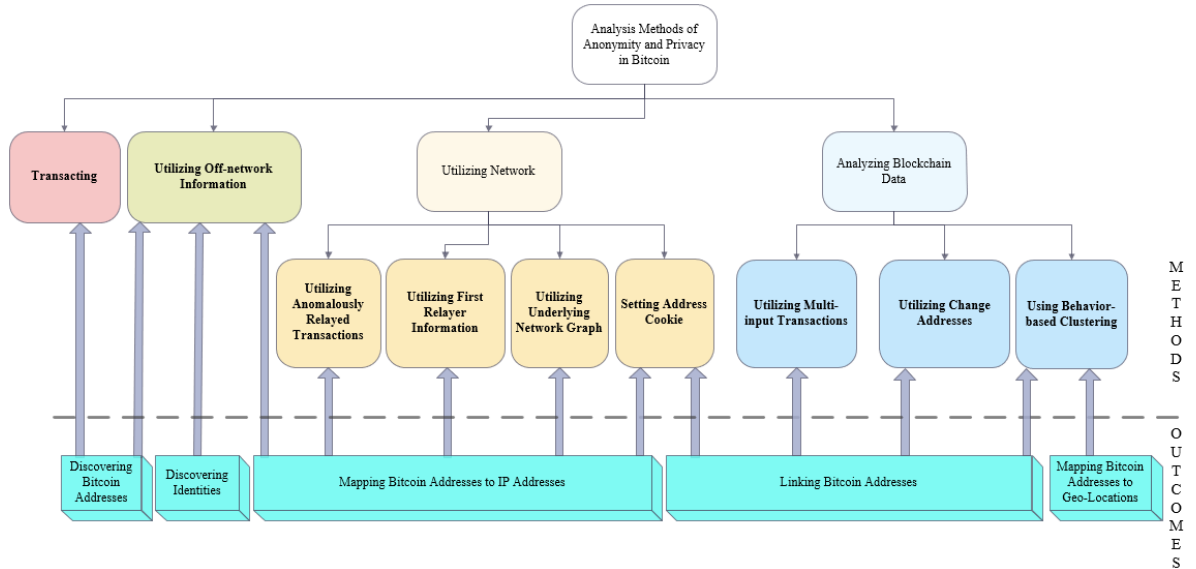 Analysis Methods of
Anonymity and Privacy
in Bitcoin
Transacting
Utilizing Off-network
Information
Utilizing Network
Analyzing Blockchain
Data
Utilizing
Anomalously
Relayed
Transactions
Utilizing First
Relayer
Information
Utilizing
Underlying
Network Graph
Setting Address
Cookie
Utilizing Multi-
input Transactions
Utilizing Change
Addresses
Using Behavior-
based Clustering
METHODS
Discovering
Bitcoin
Addresses
Discovering
Identities
Mapping Bitcoin Addresses to IP Addresses
Linking Bitcoin Addresses
Mapping Bitcoin
Addresses to
Geo-Locations
OUTCOMES